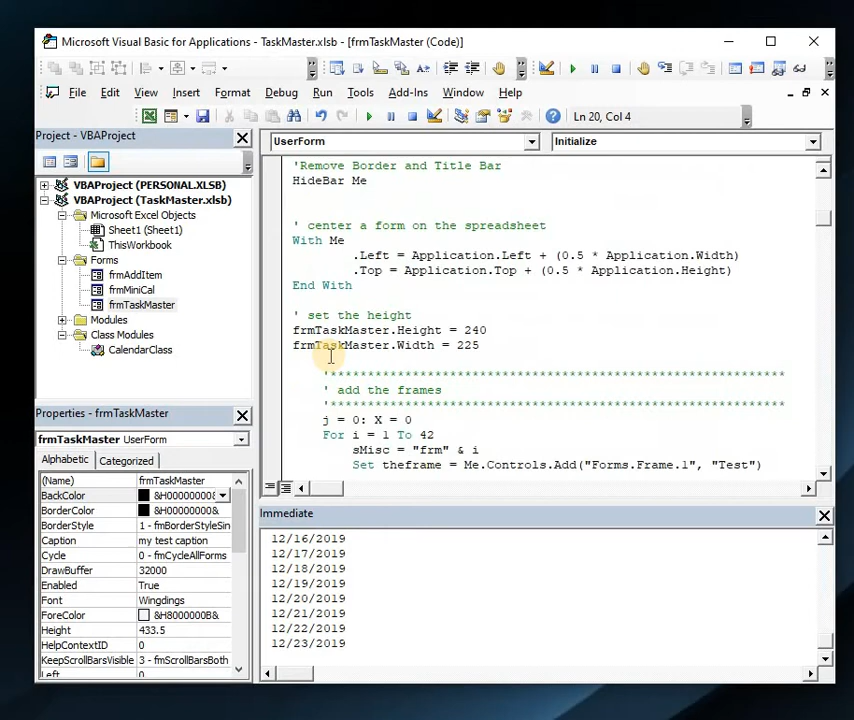 Microsoft Visual Basic for Applications - TaskMaster.xlsb - [frmTaskMaster (Code)]
File Edit View Insert Format Debug Run Tools Add-Ins Window Help
Ln 20, Col 4
Project - VBAProject
VBAProject (PERSONAL.XLSB)
VBAProject (TaskMaster.xlsb)
Microsoft Excel Objects
Sheet1 (Sheet1)
ThisWorkbook
Forms
frmAddItem
frmMiniCal
frmTaskMaster
Modules
Class Modules
CalendarClass
Properties - frmTaskMaster
frmTaskMaster UserForm
Alphabetic Categorized
(Name) frmTaskMaster
BackColor &H00000008
BorderColor &H00000000&
BorderStyle 1 - fmBorderStyleSin
Caption my test caption
Cycle 0 - fmCycleAllForms
DrawBuffer 32000
Enabled True
Font Wingdings
ForeColor &H8000000B&
Height 433.5
HelpContextID 0
KeepScrollBarsVisible 3 - fmScrollBarsBoth
Left 0
UserForm Initialize
'Remove Border and Title Bar
HideBar Me
' center a form on the spreadsheet
With Me
.Left = Application.Left + (0.5 * Application.Width)
.Top = Application.Top + (0.5 * Application.Height)
End With
' set the height
frmTaskMaster.Height = 240
frmTaskMaster.Width = 225
'*************************************************************
' add the frames
'*************************************************************
j = 0: X = 0
For i = 1 To 42
sMisc = "frm" & i
Set theframe = Me.Controls.Add("Forms.Frame.1", "Test")
Immediate
12/16/2019
12/17/2019
12/18/2019
12/19/2019
12/20/2019
12/21/2019
12/22/2019
12/23/2019